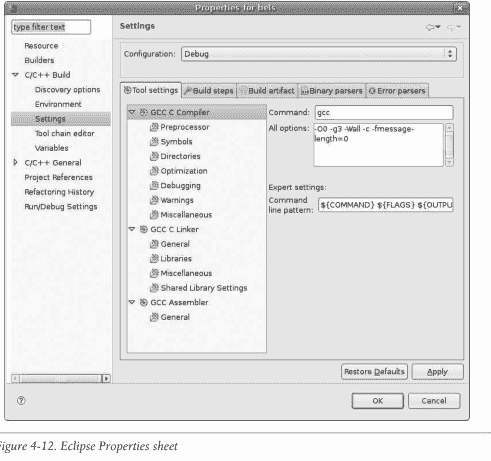 Properties for bels
type filter text
Settings
Resource
Builders
C/C++ Build
Discovery options
Environment
Settings
Tool chain editor
Variables
C/C++ General
Project References
Refactoring History
Run/Debug Settings
Configuration: Debug
Tool settings Build steps Build artifact Binary parsers Error parsers
GCC C Compiler
Preprocessor
Symbols
Directories
Optimization
Debugging
Warnings
Miscellaneous
GCC C Linker
General
Libraries
Miscellaneous
Shared Library Settings
GCC Assembler
General
Command: gcc
All options: -O0 -g3 -Wall -c -fmessage-
length=0
Expert settings:
Command
line pattern: ${COMMAND} ${FLAGS} ${OUTPU
Restore Defaults Apply
OK Cancel
Figure 4-12. Eclipse Properties sheet